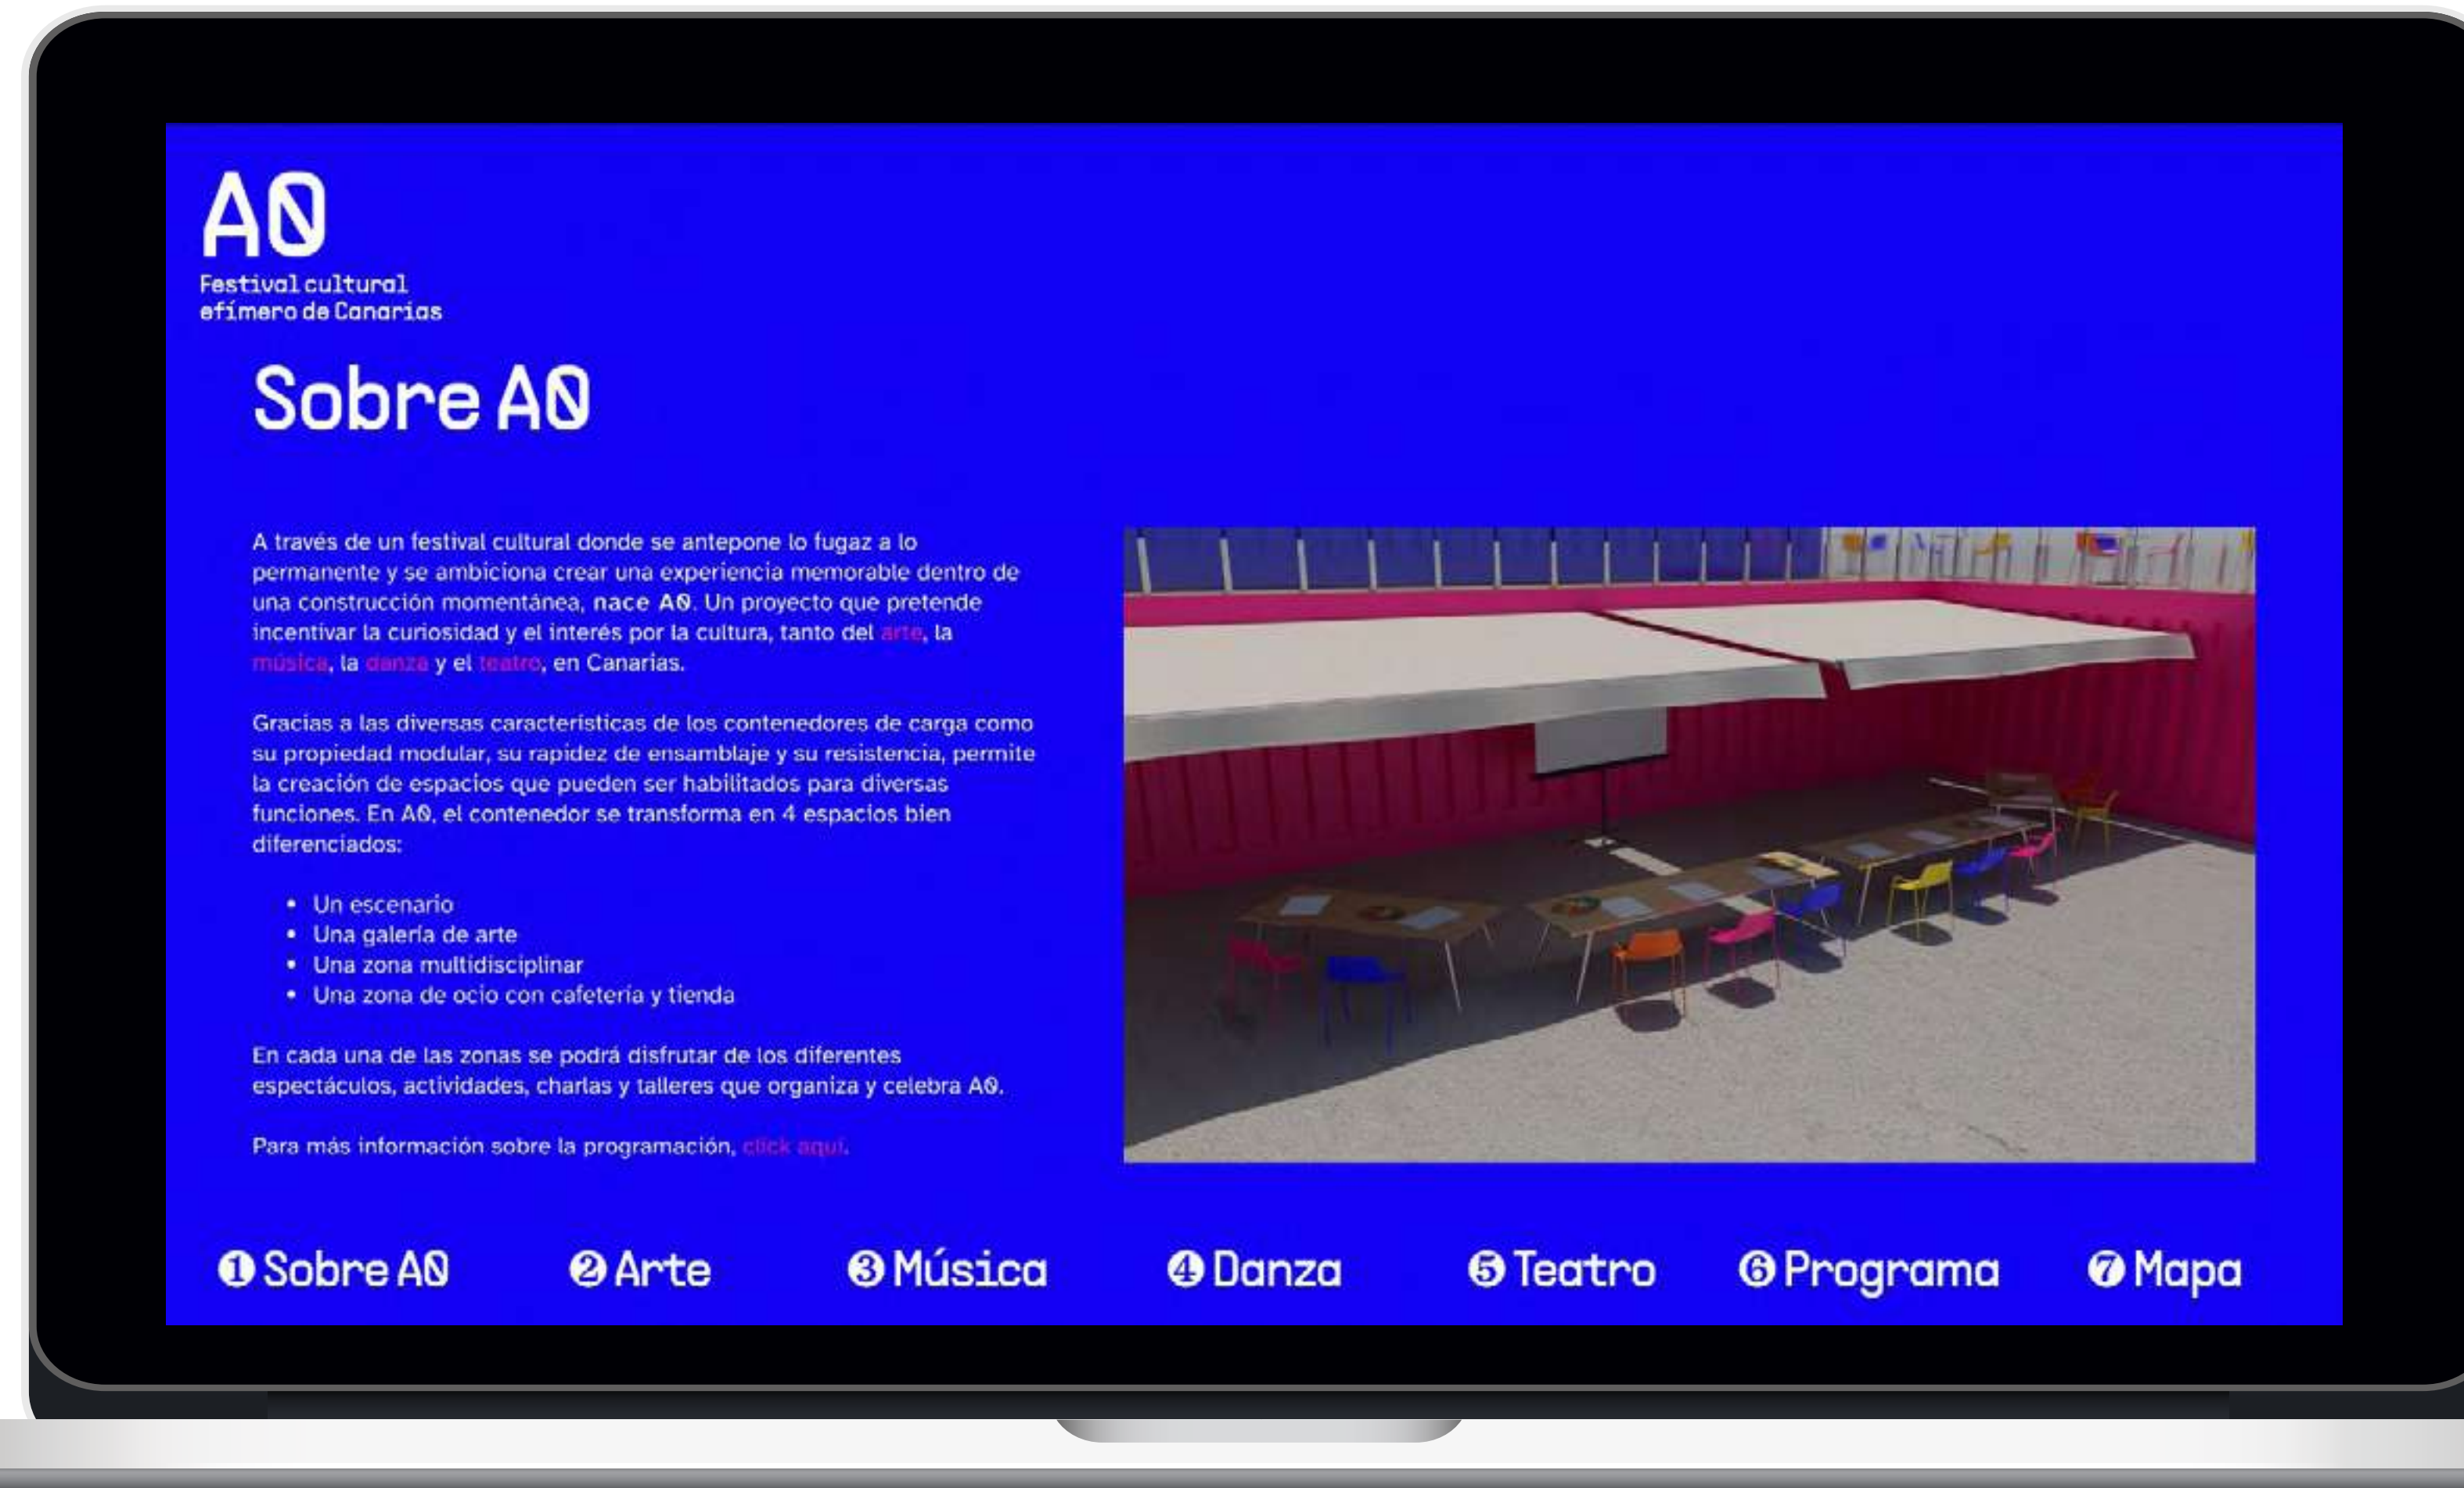 A0
Festival cultural
efímero de Canarias
Sobre A0
A través de un festival cultural donde se antepone lo fugaz a lo
permanente y se ambiciona crear una experiencia memorable dentro de
una construcción momentánea, nace A0. Un proyecto que pretende
incentivar la curiosidad y el interés por la cultura, tanto del arte, la
música, la danza y el teatro, en Canarias.
Gracias a las diversas características de los contenedores de carga como
su propiedad modular, su rapidez de ensamblaje y su resistencia, permite
la creación de espacios que pueden ser habilitados para diversas
funciones. En A0, el contenedor se transforma en 4 espacios bien
diferenciados:
• Un escenario
• Una galería de arte
• Una zona multidisciplinar
• Una zona de ocio con cafetería y tienda
En cada una de las zonas se podrá disfrutar de los diferentes
espectáculos, actividades, charlas y talleres que organiza y celebra A0.
Para más información sobre la programación, click aquí.
❶ Sobre A0 ❷ Arte ❸ Música ❹ Danza ❺ Teatro ❻ Programa ❼ Mapa